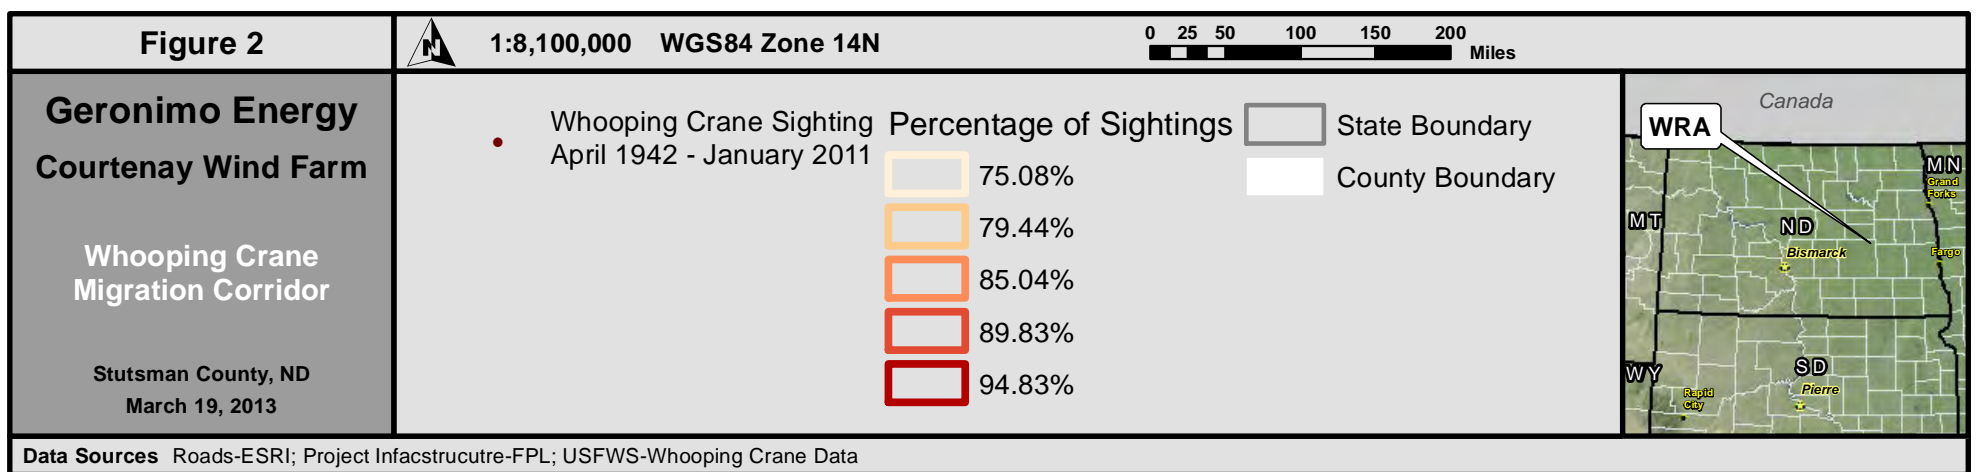 Figure 2
N
1:8,100,000 WGS84 Zone 14N
0 25 50 100 150 200
Miles
Geronimo Energy
Courtenay Wind Farm
Whooping Crane
Migration Corridor
Stutsman County, ND
March 19, 2013
Whooping Crane Sighting
April 1942 - January 2011
Percentage of Sightings
75.08%
79.44%
85.04%
89.83%
94.83%
State Boundary
County Boundary
Canada
WRA
MN
Grand
Forks
MT
ND
Bismarck
Fargo
WY
SD
Rapid
City
Pierre
Data Sources Roads-ESRI; Project Infacstrucutre-FPL; USFWS-Whooping Crane Data